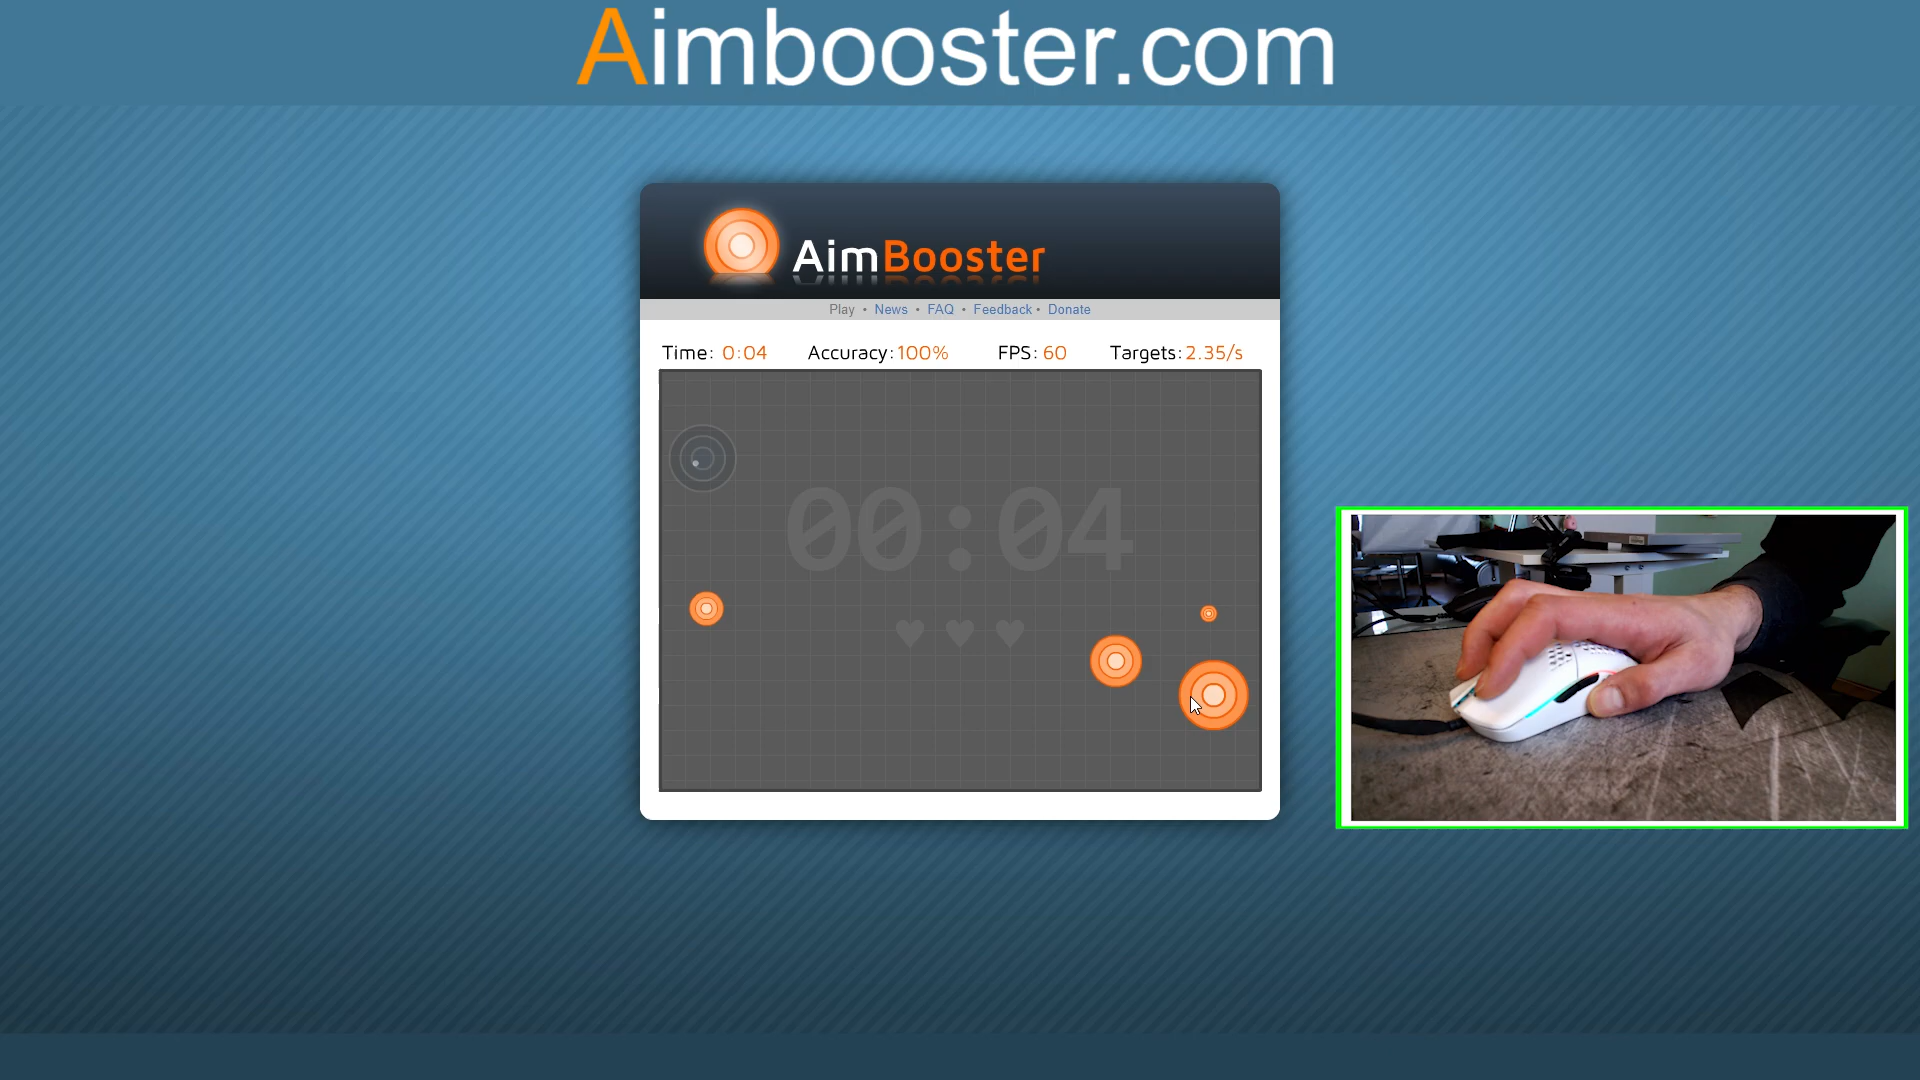 Aimbooster.com
AimBooster
Play • News • FAQ • Feedback • Donate
Time: 0:04 Accuracy: 100% FPS: 60 Targets: 2.35/s
00:04